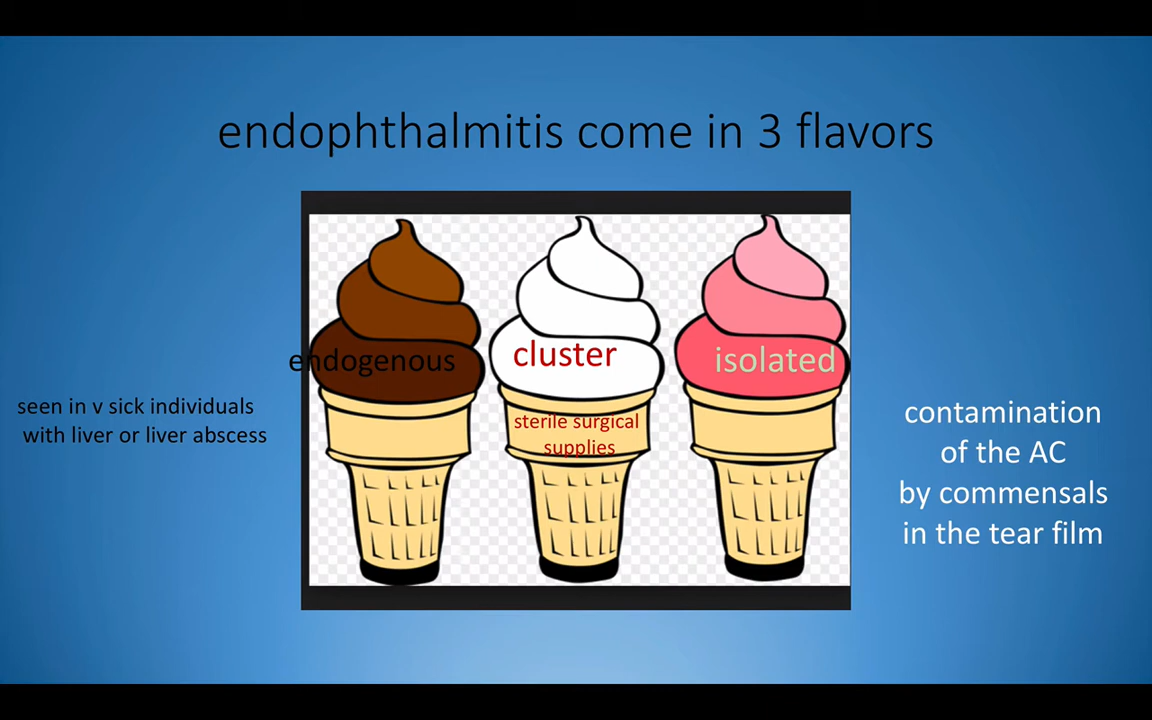 endophthalmitis come in 3 flavors
endogenous
cluster
isolated
seen in v sick individuals
with liver or liver abscess
sterile surgical
supplies
contamination
of the AC
by commensals
in the tear film